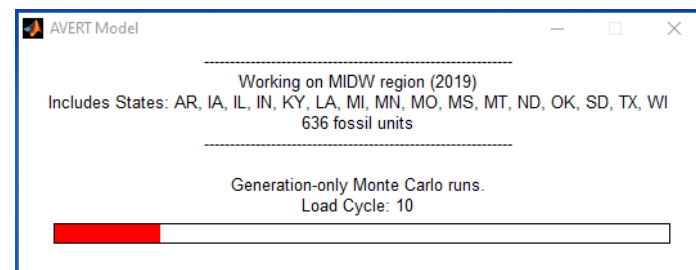 AVERT Model
------------------------------------------------------------
Working on MIDW region (2019)
Includes States: AR, IA, IL, IN, KY, LA, MI, MN, MO, MS, MT, ND, OK, SD, TX, WI
636 fossil units
------------------------------------------------------------
Generation-only Monte Carlo runs.
Load Cycle: 10